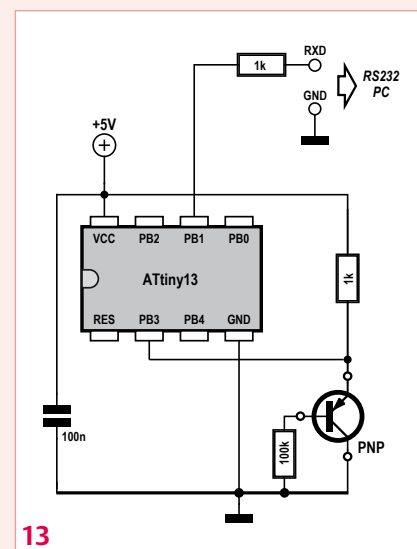 RXD
1k
RS232
PC
GND
+5V
VCC PB2 PB1 PB0
ATtiny13
1k
RES PB3 PB4 GND
100n
100k
PNP
13